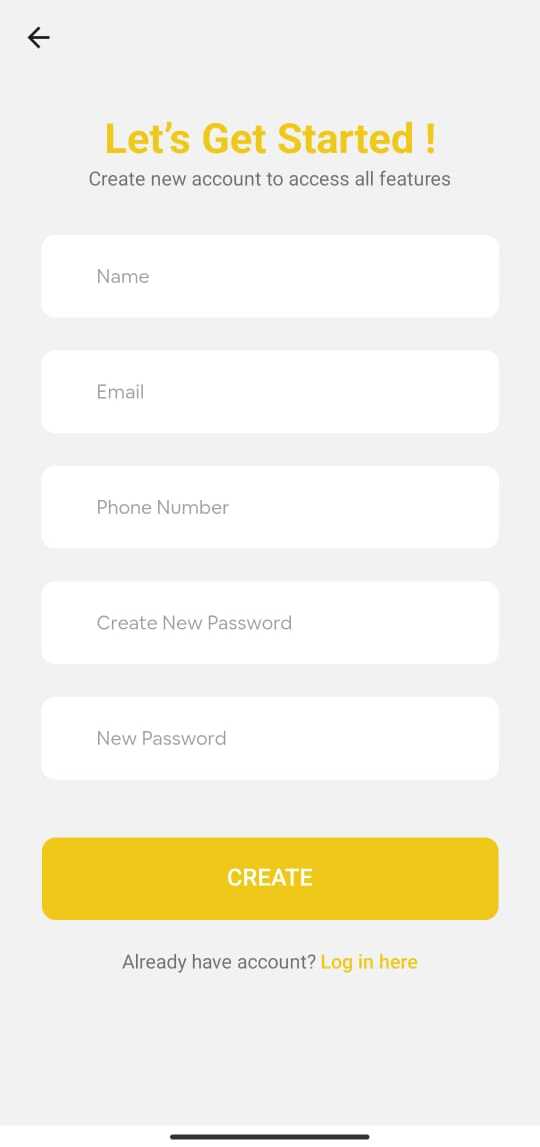 Let’s Get Started !
Create new account to access all features
Name
Email
Phone Number
Create New Password
New Password
CREATE
Already have account? Log in here